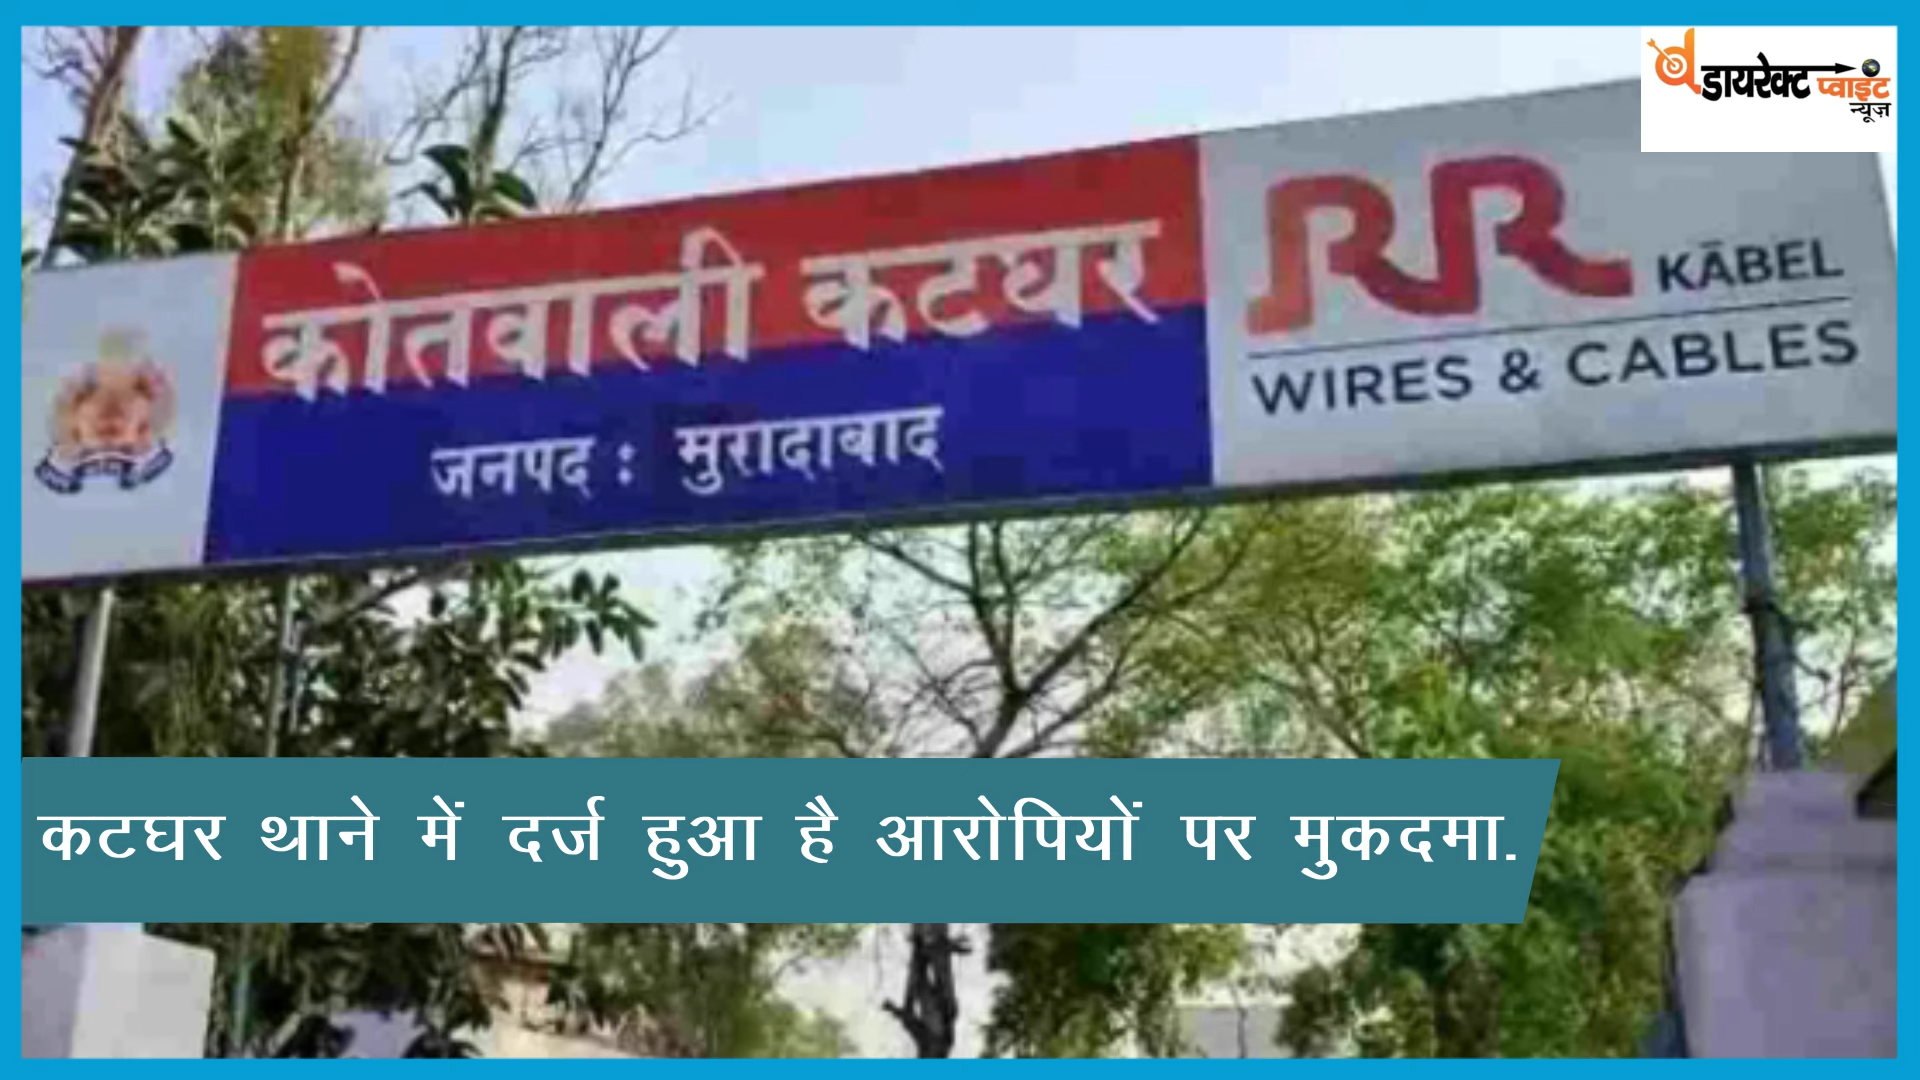 डायरेक्ट प्वाइंट
न्यूज़
कोतवाली कटघर
जनपद : मुरादाबाद
RR KĀBEL
WIRES & CABLES
कटघर थाने में दर्ज हुआ है आरोपियों पर मुकदमा.